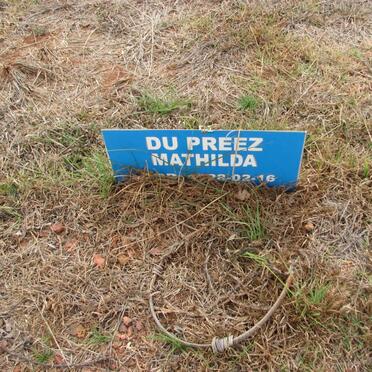 DU PREEZ
MATHILDA
28-02-16